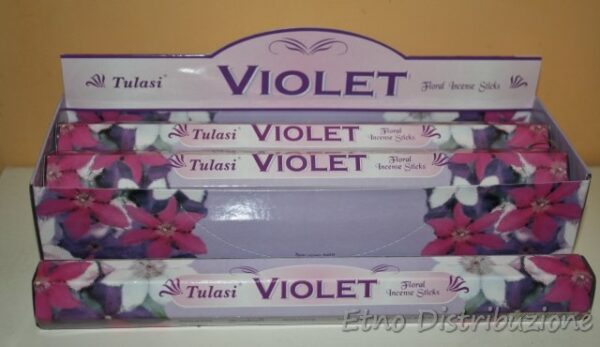 Tulasi VIOLET Floral Incense Sticks
Tulasi VIOLET Floral
Incense Sticks
Tulasi VIOLET Floral
Incense Sticks
Tulasi VIOLET Floral
Incense Sticks
Etno Distribuzione